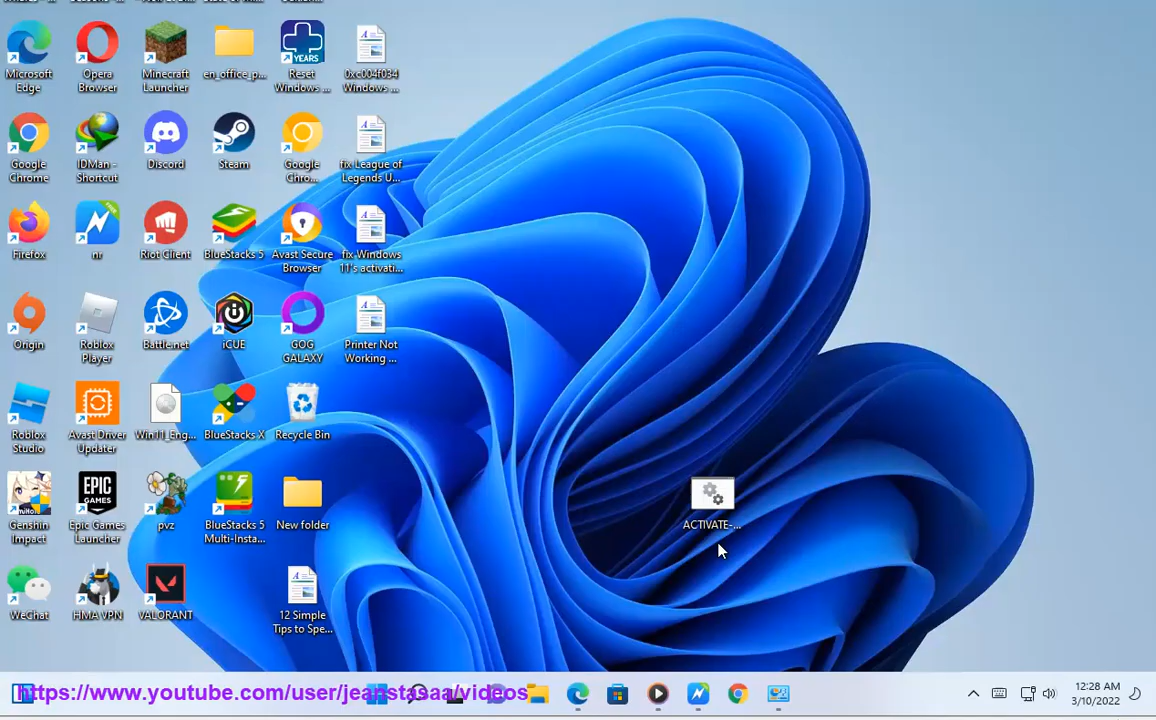 Microsoft Edge
Opera Browser
Minecraft Launcher
en_office_p...
Reset Windows ...
0xc004f034 Windows ...
Google Chrome
IDMan - Shortcut
Discord
Steam
Google Chro...
fix League of Legends U...
Firefox
nr
Riot Client
BlueStacks 5
Avast Secure Browser
fix Windows 11's activati...
Origin
Roblox Player
Battle.net
iCUE
GOG GALAXY
Printer Not Working ...
Roblox Studio
Avast Driver Updater
Win11_Eng...
BlueStacks X
Recycle Bin
Genshin Impact
EPIC GAMES
Epic Games Launcher
pvz
BlueStacks 5 Multi-Insta...
New folder
ACTIVATE-...
WeChat
HMA VPN
VALORANT
12 Simple Tips to Spe...
https://www.youtube.com/user/jeanstasaa/videos
12:28 AM
3/10/2022